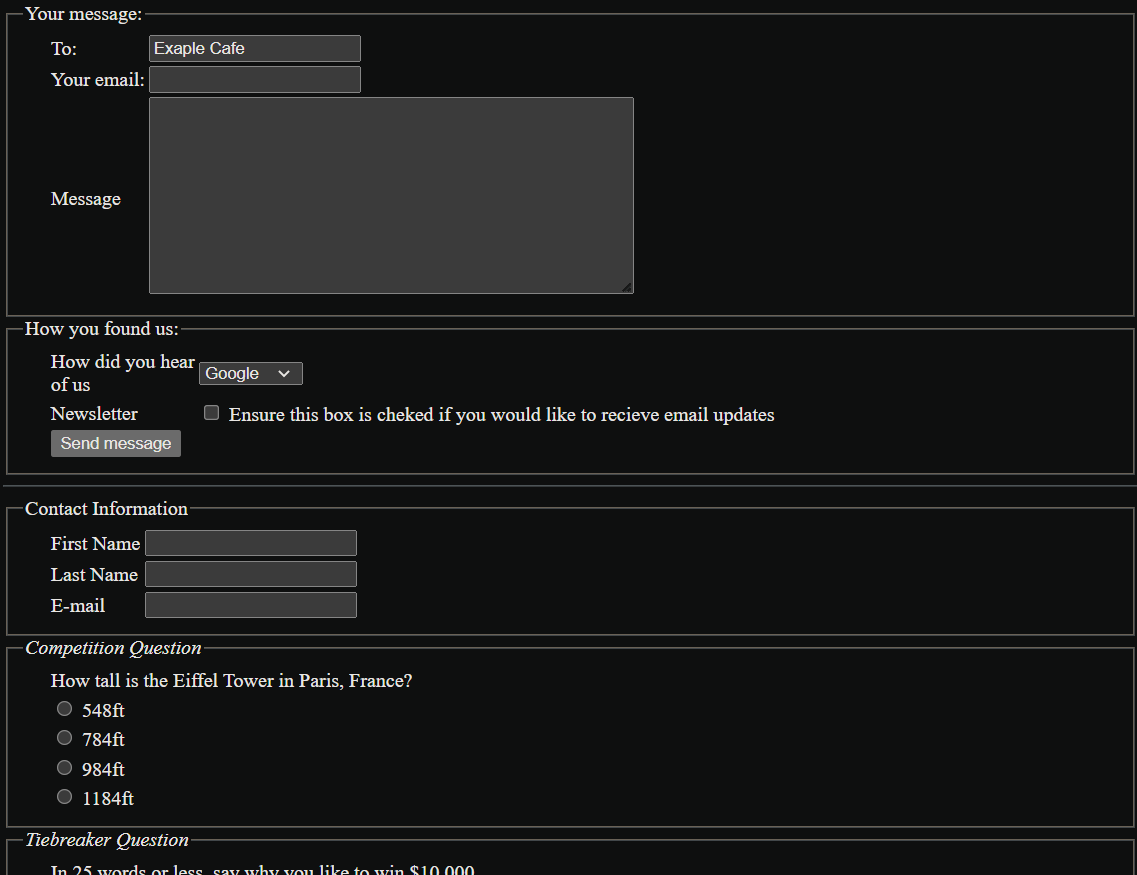 Your message:
To: Exaple Cafe
Your email:
Message
How you found us:
How did you hear of us Google
Newsletter Ensure this box is cheked if you would like to recieve email updates
Send message
Contact Information
First Name
Last Name
E-mail
Competition Question
How tall is the Eiffel Tower in Paris, France?
548ft
784ft
984ft
1184ft
Tiebreaker Question
In 25 words or less, say why you like to win $10,000